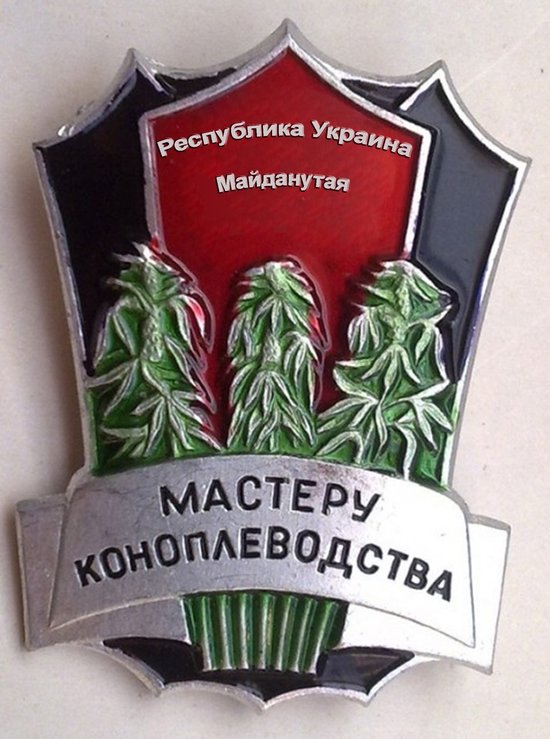 Республика Украина
Майданутая
МАСТЕРУ
КОНОПЛЕВОДСТВА